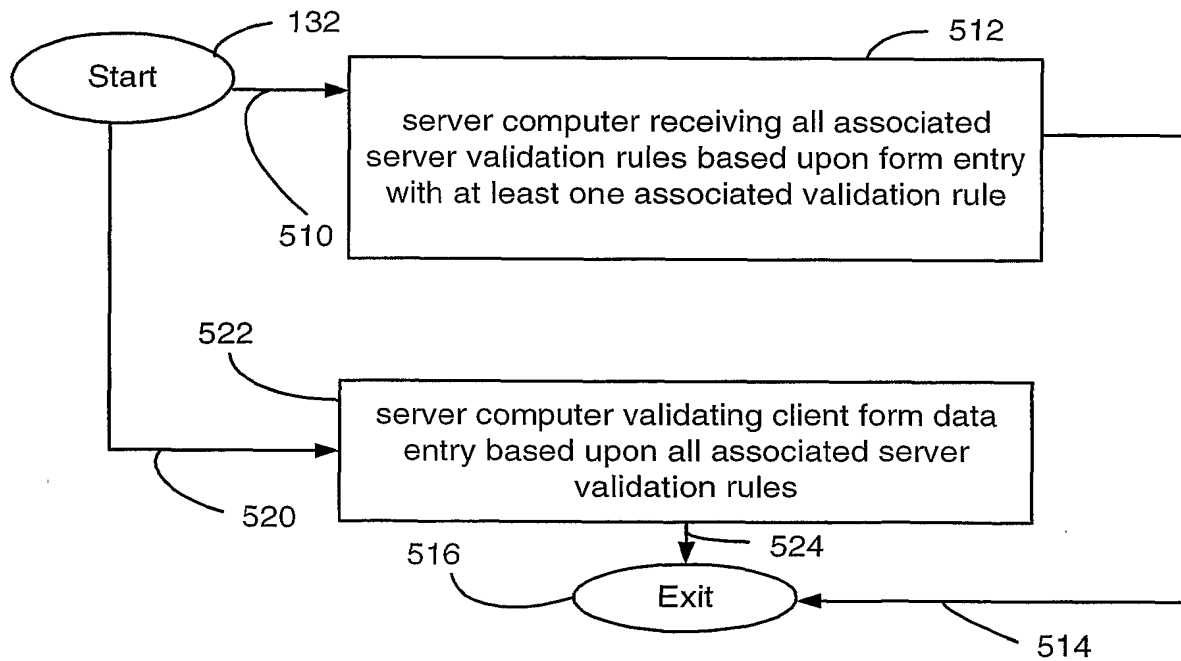 132
Start
512
server computer receiving all associated
server validation rules based upon form entry
with at least one associated validation rule
510
522
server computer validating client form data
entry based upon all associated server
validation rules
520
524
516
Exit
514